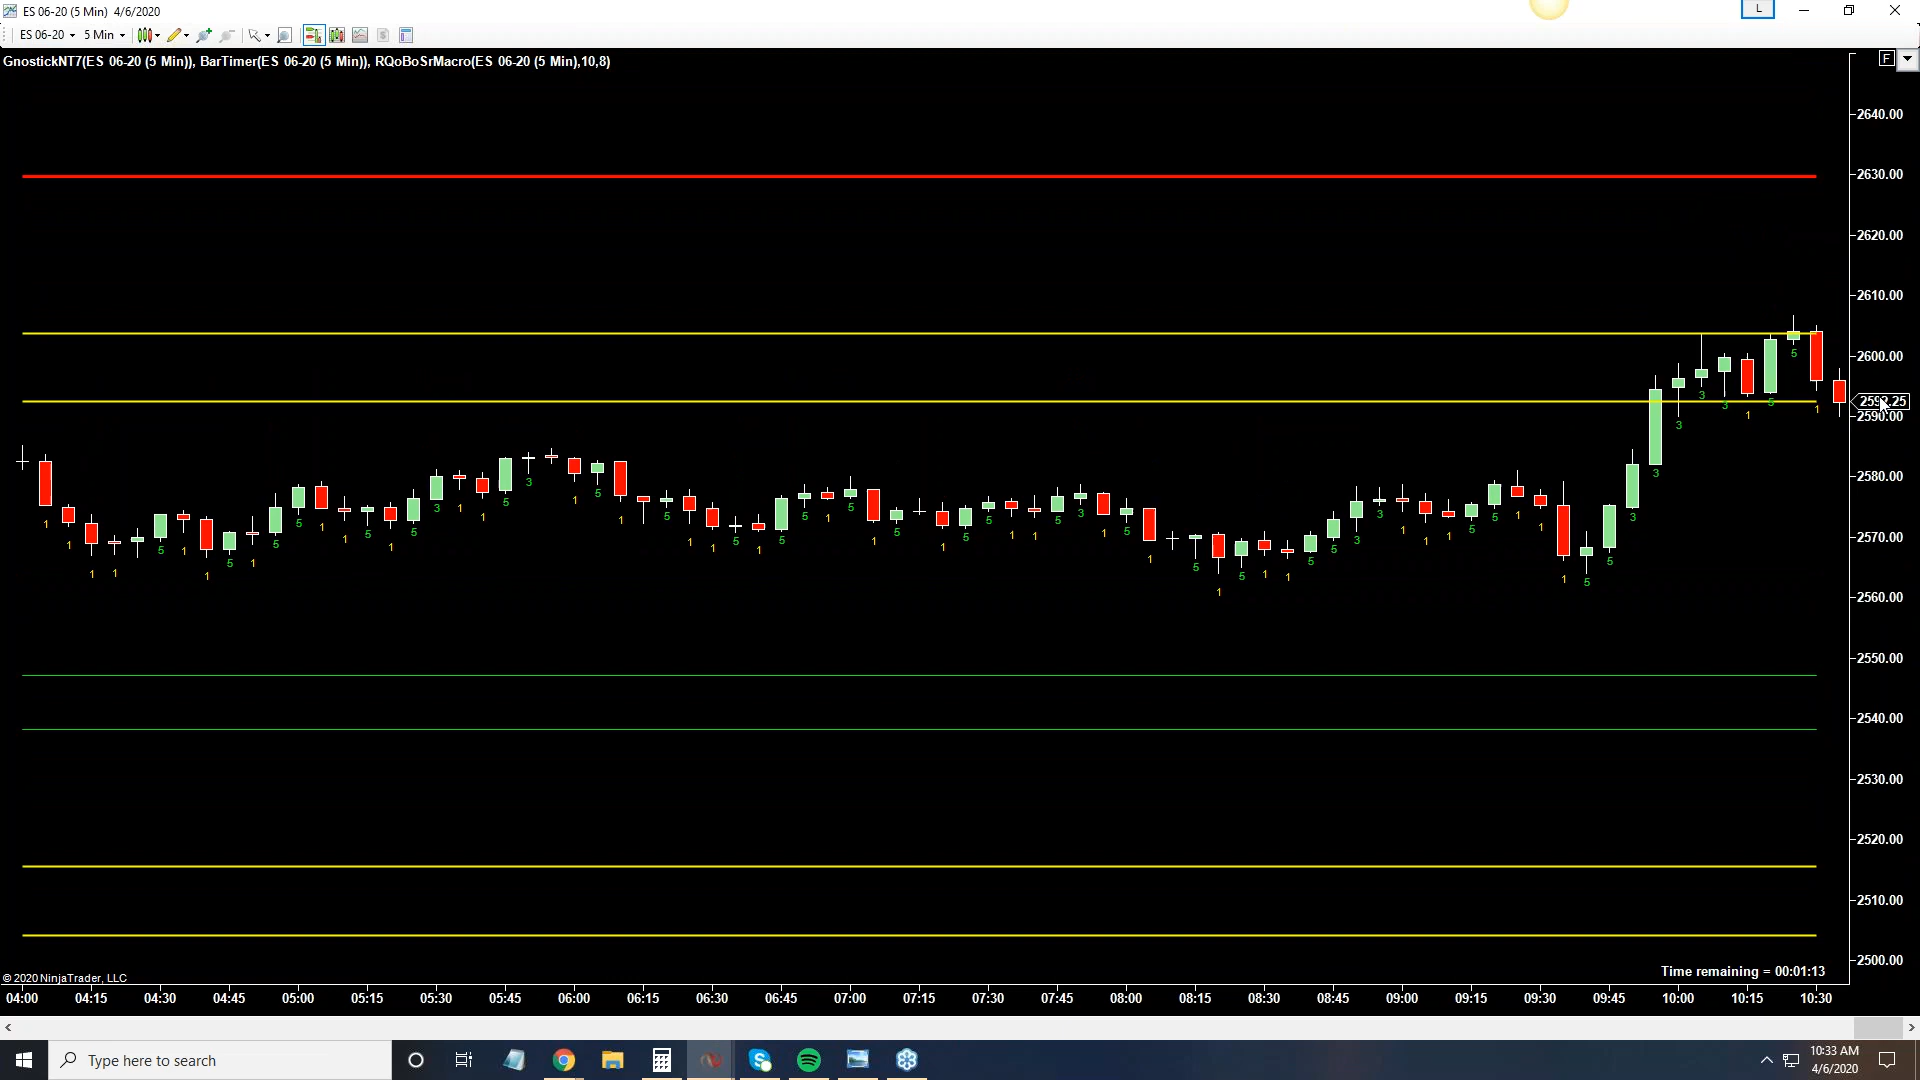 ES 06-20 (5 Min)  4/6/2020
L
ES 06-20  5 Min
GnostickNT7(ES 06-20 (5 Min)), BarTimer(ES 06-20 (5 Min)), RQoBoSrMacro(ES 06-20 (5 Min),10,8)
F
2640.00
2630.00
2620.00
2610.00
2600.00
2590.00
2580.00
2570.00
2560.00
2550.00
2540.00
2530.00
2520.00
2510.00
2500.00
© 2020 NinjaTrader, LLC
Time remaining = 00:01:13
04:00 04:15 04:30 04:45 05:00 05:15 05:30 05:45 06:00 06:15 06:30 06:45 07:00 07:15 07:30 07:45 08:00 08:15 08:30 08:45 09:00 09:15 09:30 09:45 10:00 10:15 10:30
Type here to search
10:33 AM
4/6/2020